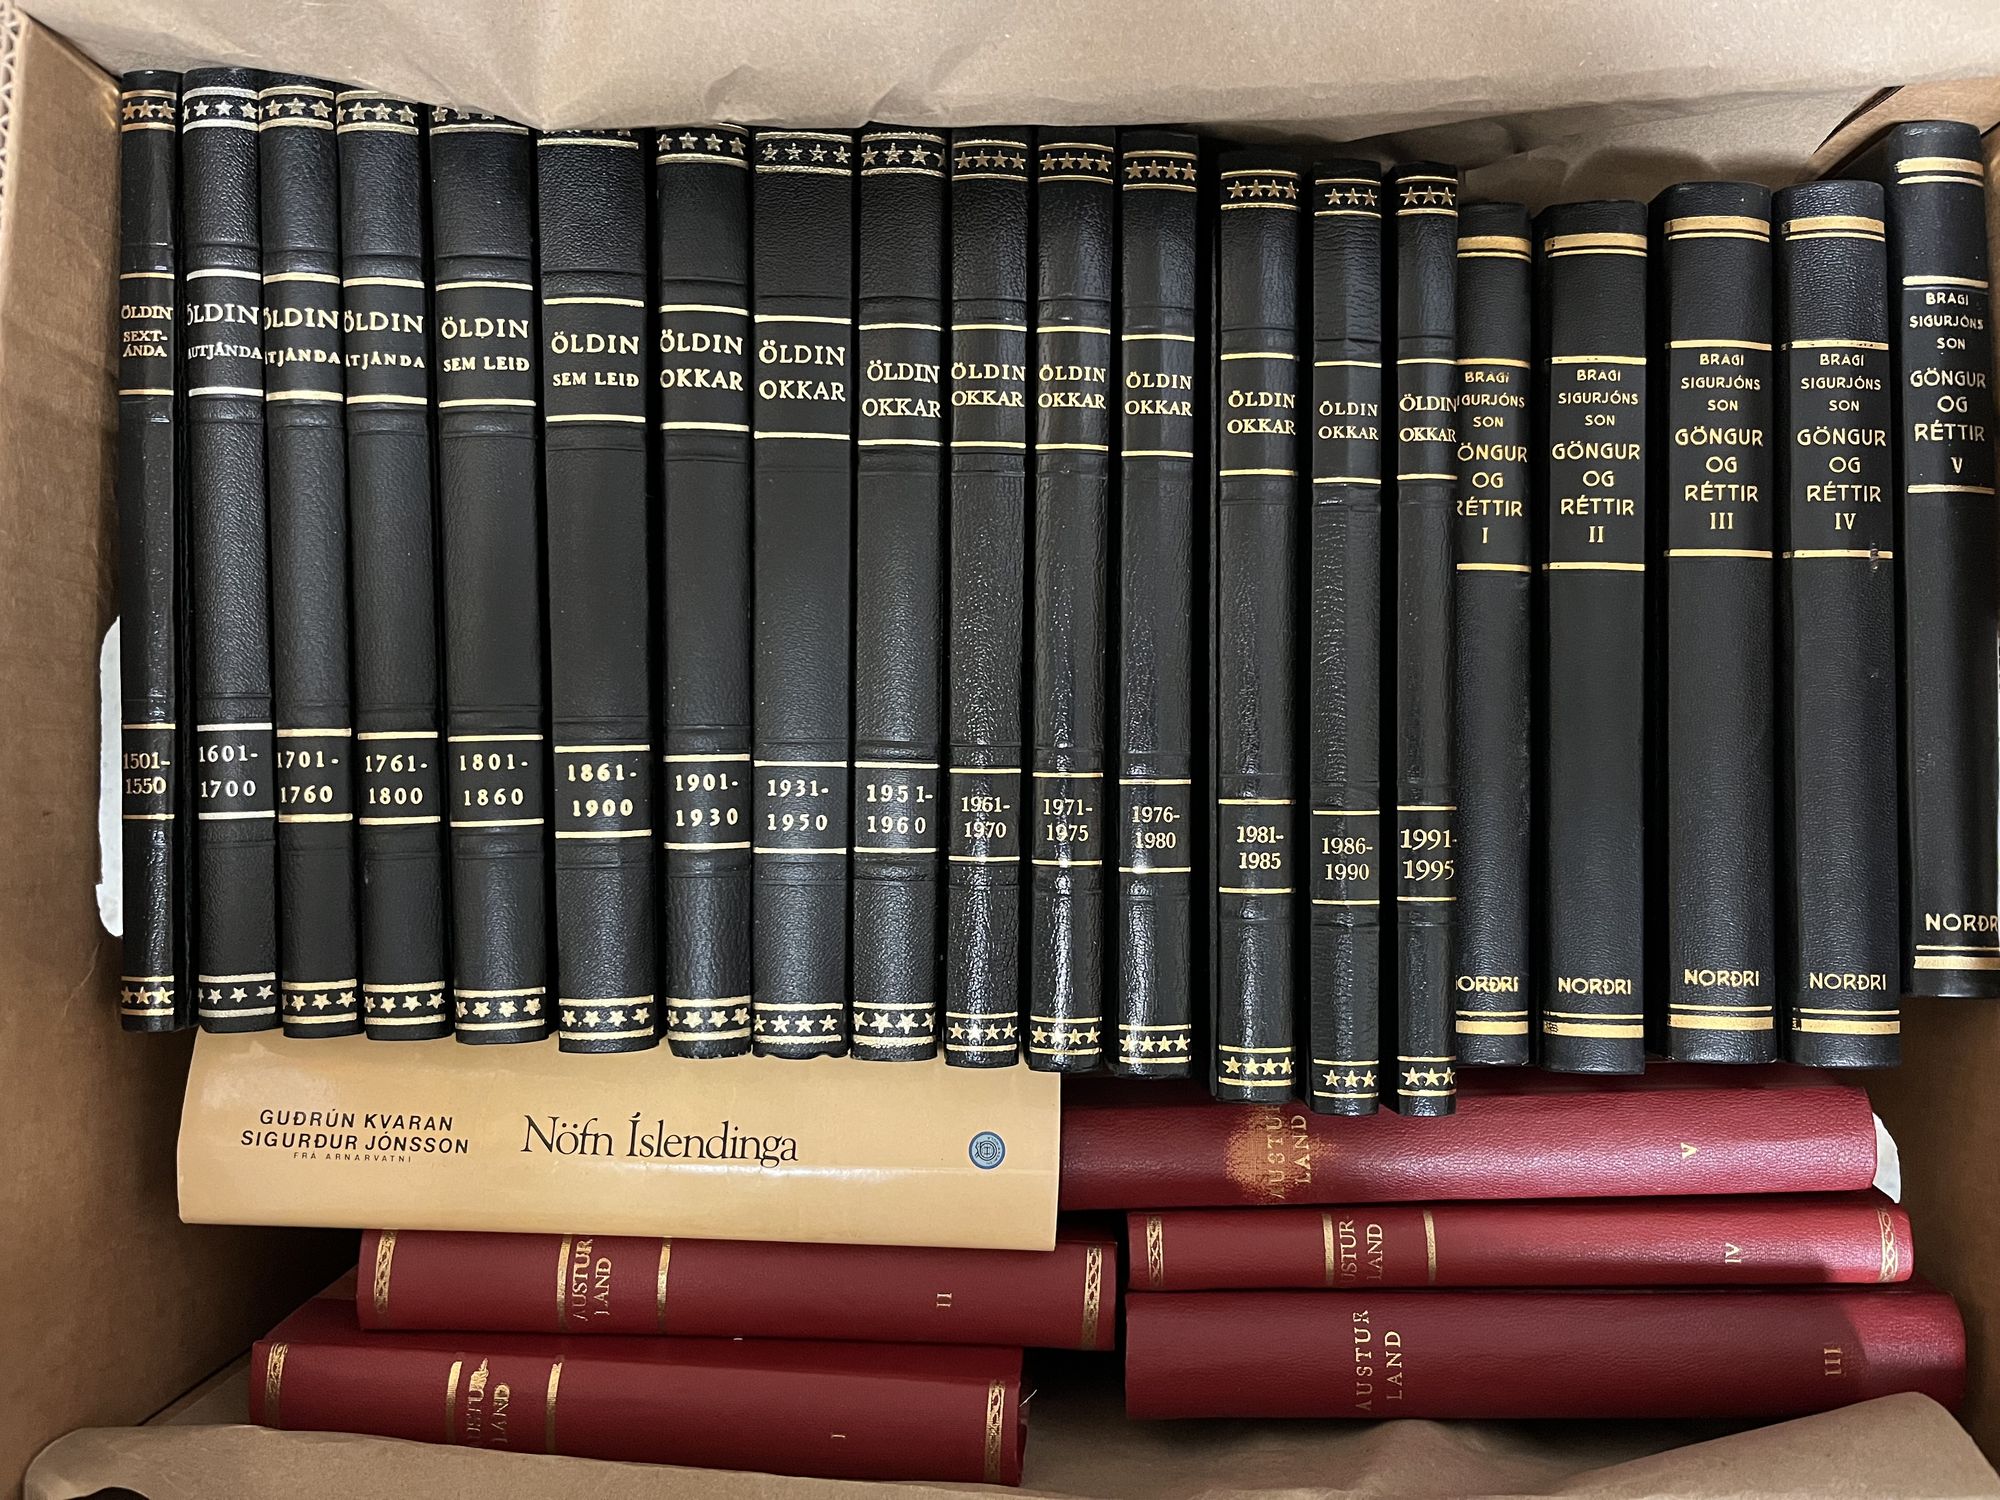 ÖLDIN
SEXT-
ÁNDA
1501-
1550
ÖLDIN
AUTJÁNDA
1601-
1700
ÖLDIN
ÁTJÁNDA
1701-
1760
ÖLDIN
ÁTJÁNDA
1761-
1800
ÖLDIN
SEM LEIÐ
1801-
1860
ÖLDIN
SEM LEIÐ
1861-
1900
ÖLDIN
OKKAR
1901-
1930
ÖLDIN
OKKAR
1931-
1950
ÖLDIN
OKKAR
1951-
1960
ÖLDIN
OKKAR
1961-
1970
ÖLDIN
OKKAR
1971-
1975
ÖLDIN
OKKAR
1976-
1980
ÖLDIN
OKKAR
1981-
1985
ÖLDIN
OKKAR
1986-
1990
ÖLDIN
OKKAR
1991-
1995
BRAGI
SIGURJÓNS
SON
GÖNGUR
OG
RÉTTIR
I
NORÐRI
BRAGI
SIGURJÓNS
SON
GÖNGUR
OG
RÉTTIR
II
NORÐRI
BRAGI
SIGURJÓNS
SON
GÖNGUR
OG
RÉTTIR
III
NORÐRI
BRAGI
SIGURJÓNS
SON
GÖNGUR
OG
RÉTTIR
IV
NORÐRI
BRAGI
SIGURJÓNS
SON
GÖNGUR
OG
RÉTTIR
V
NORÐRI
GUÐRÚN KVARAN
SIGURÐUR JÓNSSON
FRÁ ARNARVATNI
Nöfn Íslendinga
AUSTUR
LAND
V
AUSTUR-
LAND
IV
AUSTUR
LAND
II
AUSTUR
LAND
III
AUSTUR
LAND
I